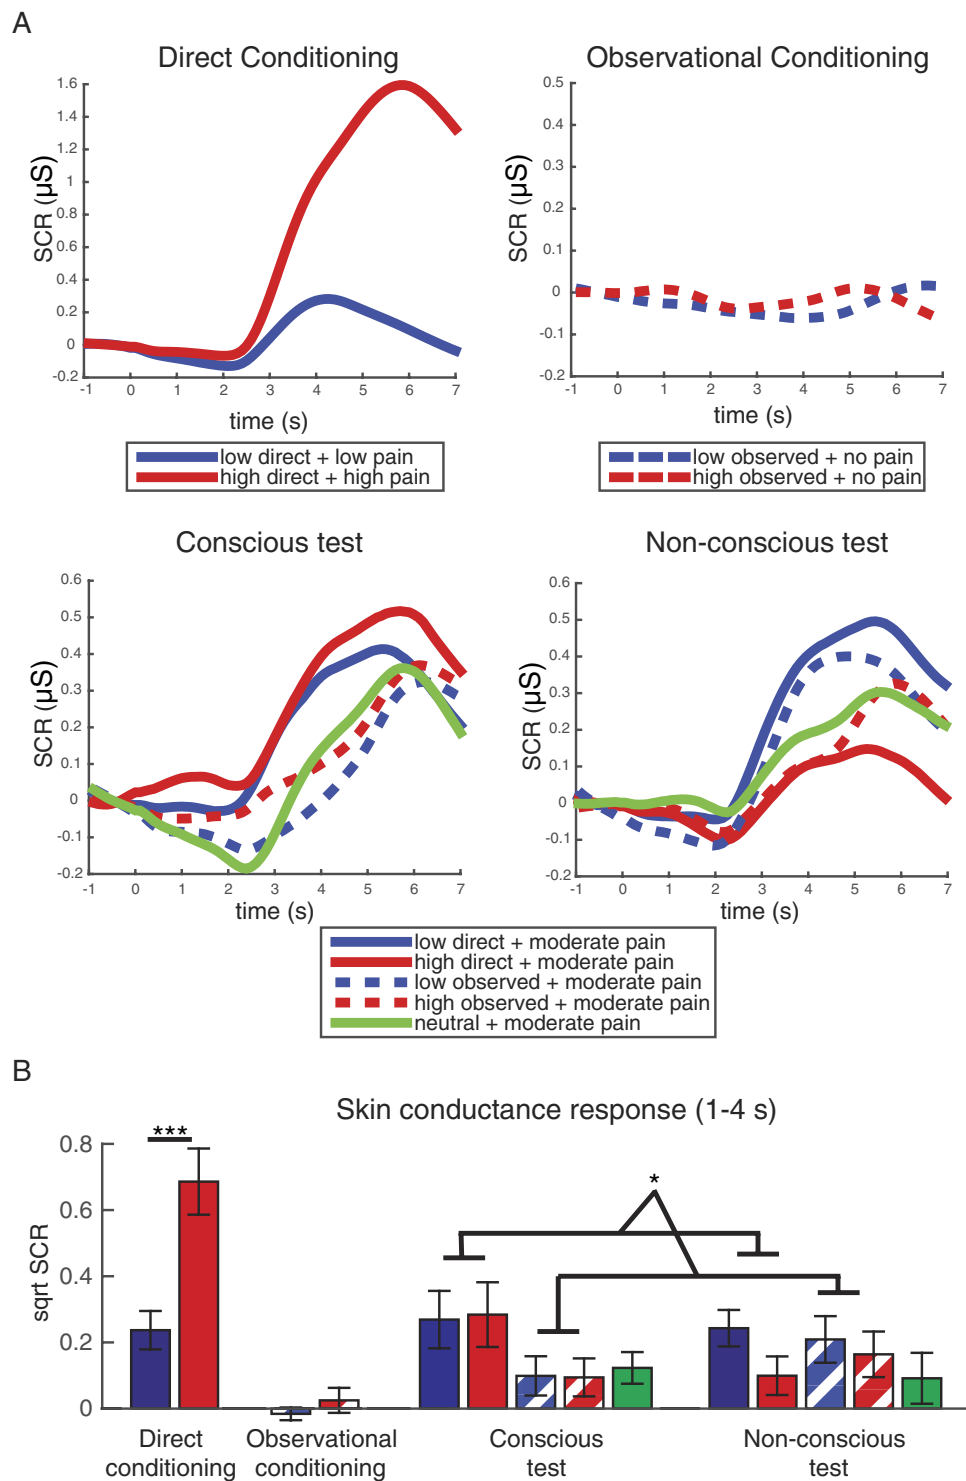 A
Direct Conditioning
Observational Conditioning
SCR (µS)
1.6
1.4
1.2
1
0.8
0.6
0.4
0.2
0
-0.2
-1 0 1 2 3 4 5 6 7
time (s)
low direct + low pain
high direct + high pain
SCR (µS)
0.5
0.4
0.3
0.2
0.1
0
-0.1
-0.2
-1 0 1 2 3 4 5 6 7
time (s)
low observed + no pain
high observed + no pain
Conscious test
Non-conscious test
SCR (µS)
0.6
0.5
0.4
0.3
0.2
0.1
0
-0.1
-0.2
-1 0 1 2 3 4 5 6 7
time (s)
SCR (µS)
0.6
0.5
0.4
0.3
0.2
0.1
0
-0.1
-0.2
-1 0 1 2 3 4 5 6 7
time (s)
low direct + moderate pain
high direct + moderate pain
low observed + moderate pain
high observed + moderate pain
neutral + moderate pain
B
Skin conductance response (1-4 s)
sqrt SCR
0.8
0.6
0.4
0.2
0
***
*
Direct
conditioning
Observational
conditioning
Conscious
test
Non-conscious
test